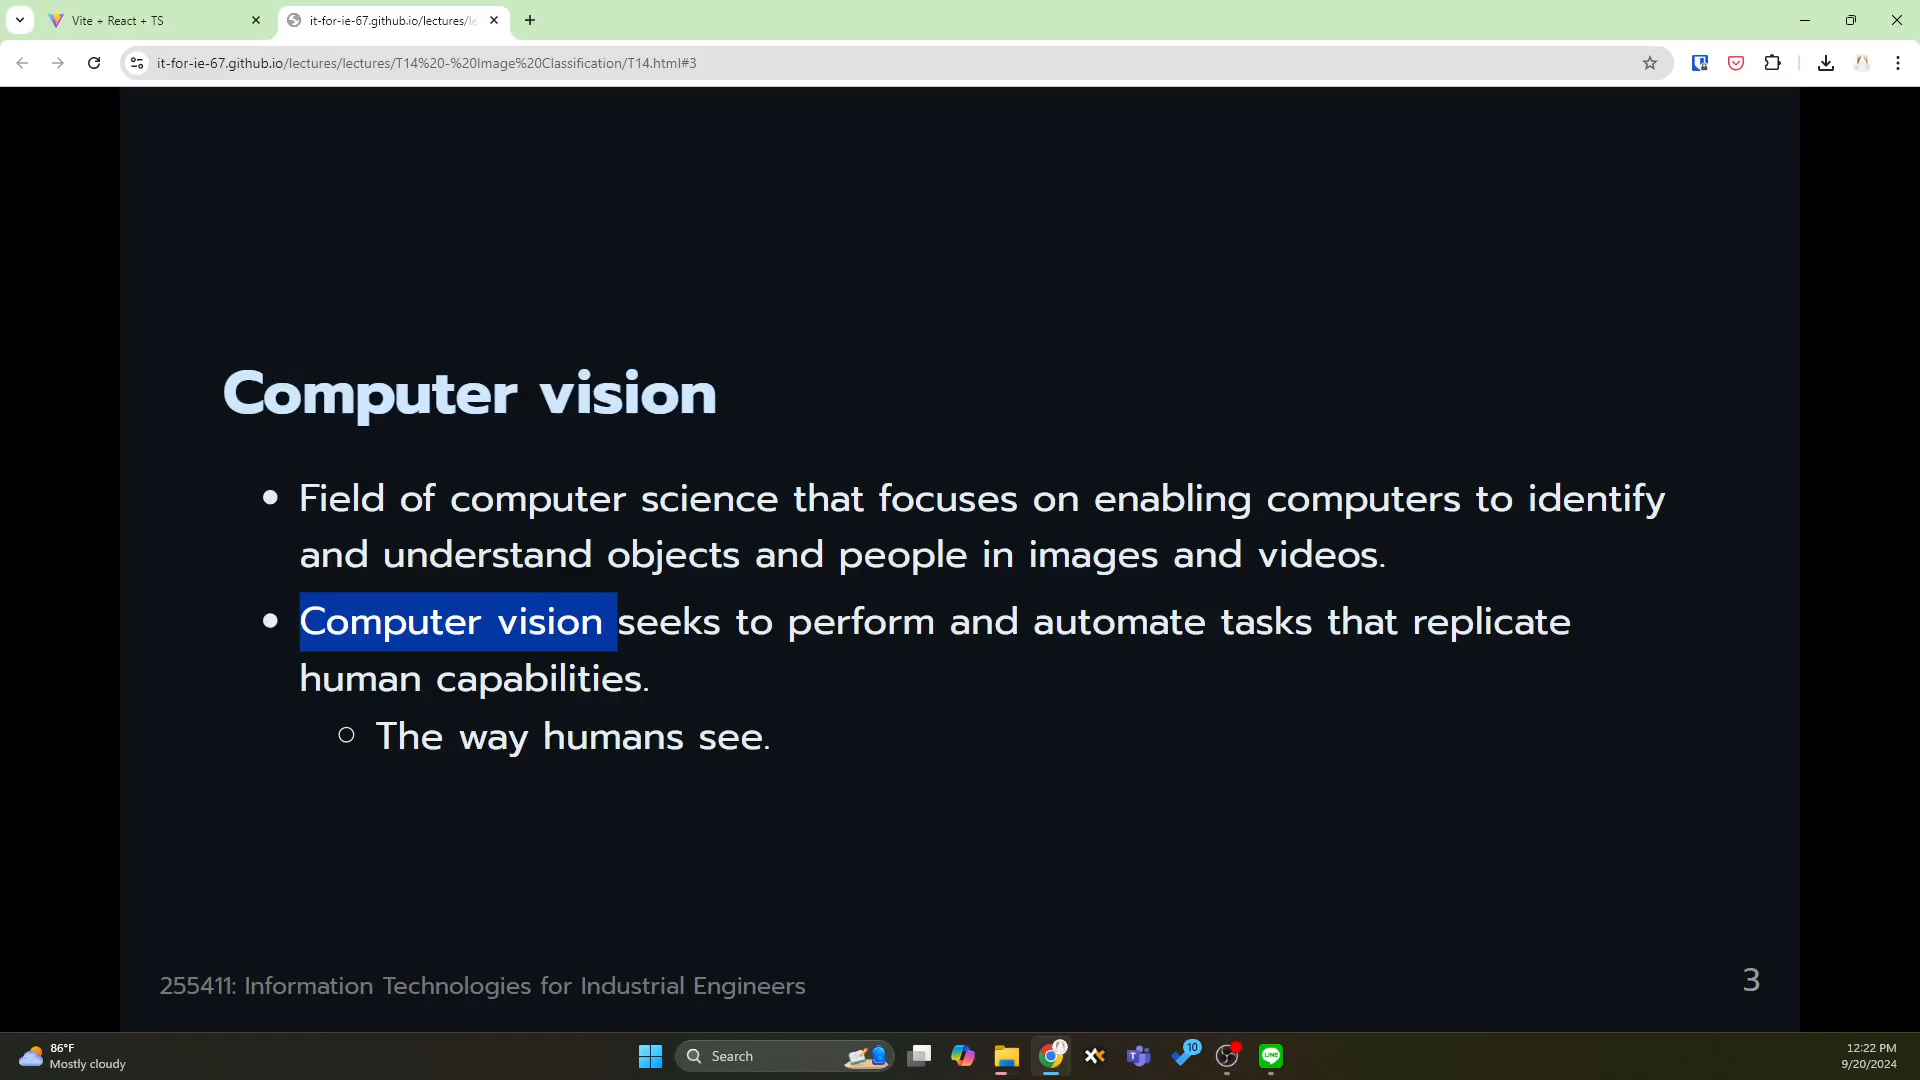 Vite + React + TS
it-for-ie-67.github.io/lectures/le
it-for-ie-67.github.io/lectures/lectures/T14%20-%20Image%20Classification/T14.html#3
Computer vision
Field of computer science that focuses on enabling computers to identify
and understand objects and people in images and videos.
Computer vision seeks to perform and automate tasks that replicate
human capabilities.
The way humans see.
255411: Information Technologies for Industrial Engineers
3
86°F
Mostly cloudy
Search
10
LINE
12:22 PM
9/20/2024